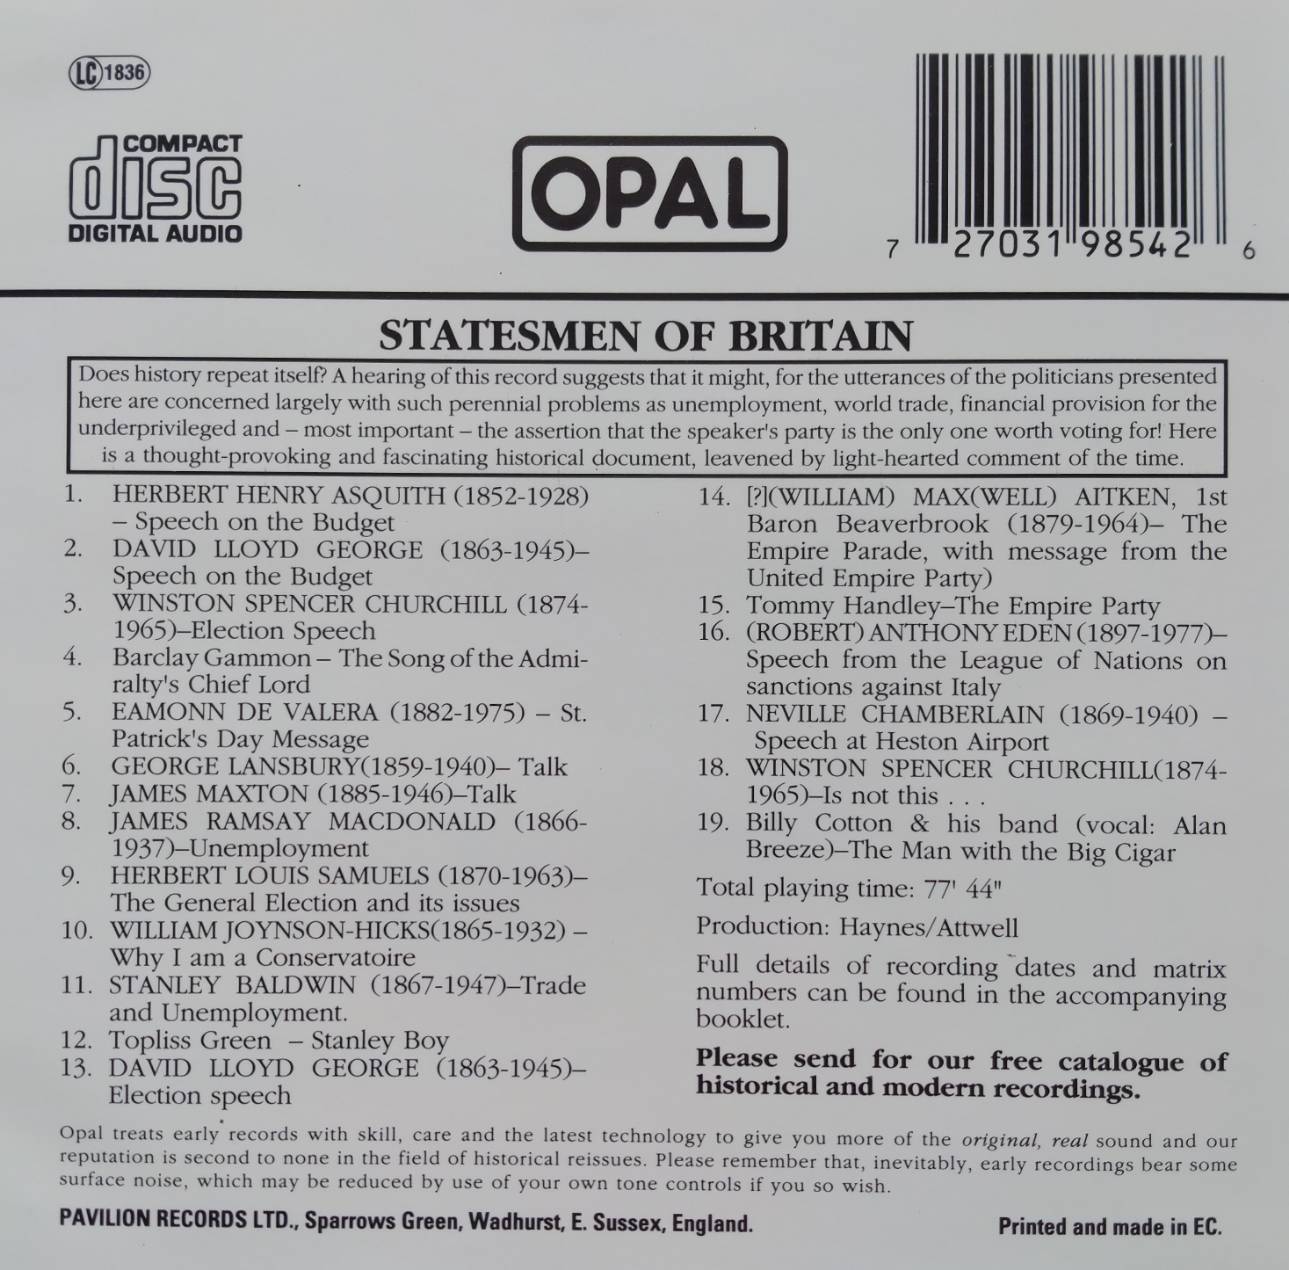 LC 1836
COMPACT
disc
DIGITAL AUDIO
OPAL
7 27031 98542 6
STATESMEN OF BRITAIN
Does history repeat itself? A hearing of this record suggests that it might, for the utterances of the politicians presented
here are concerned largely with such perennial problems as unemployment, world trade, financial provision for the
underprivileged and – most important – the assertion that the speaker's party is the only one worth voting for! Here
is a thought-provoking and fascinating historical document, leavened by light-hearted comment of the time.
1. HERBERT HENRY ASQUITH (1852-1928)
– Speech on the Budget
2. DAVID LLOYD GEORGE (1863-1945)–
Speech on the Budget
3. WINSTON SPENCER CHURCHILL (1874-
1965)–Election Speech
4. Barclay Gammon – The Song of the Admi-
ralty's Chief Lord
5. EAMONN DE VALERA (1882-1975) – St.
Patrick's Day Message
6. GEORGE LANSBURY(1859-1940)– Talk
7. JAMES MAXTON (1885-1946)–Talk
8. JAMES RAMSAY MACDONALD (1866-
1937)–Unemployment
9. HERBERT LOUIS SAMUELS (1870-1963)–
The General Election and its issues
10. WILLIAM JOYNSON-HICKS(1865-1932) –
Why I am a Conservatoire
11. STANLEY BALDWIN (1867-1947)–Trade
and Unemployment.
12. Topliss Green – Stanley Boy
13. DAVID LLOYD GEORGE (1863-1945)–
Election speech
14. [?](WILLIAM) MAX(WELL) AITKEN, 1st
Baron Beaverbrook (1879-1964)– The
Empire Parade, with message from the
United Empire Party)
15. Tommy Handley–The Empire Party
16. (ROBERT) ANTHONY EDEN (1897-1977)–
Speech from the League of Nations on
sanctions against Italy
17. NEVILLE CHAMBERLAIN (1869-1940) –
Speech at Heston Airport
18. WINSTON SPENCER CHURCHILL(1874-
1965)–Is not this . . .
19. Billy Cotton & his band (vocal: Alan
Breeze)–The Man with the Big Cigar
Total playing time: 77' 44"
Production: Haynes/Attwell
Full details of recording dates and matrix
numbers can be found in the accompanying
booklet.
Please send for our free catalogue of
historical and modern recordings.
Opal treats early records with skill, care and the latest technology to give you more of the original, real sound and our
reputation is second to none in the field of historical reissues. Please remember that, inevitably, early recordings bear some
surface noise, which may be reduced by use of your own tone controls if you so wish.
PAVILION RECORDS LTD., Sparrows Green, Wadhurst, E. Sussex, England.
Printed and made in EC.